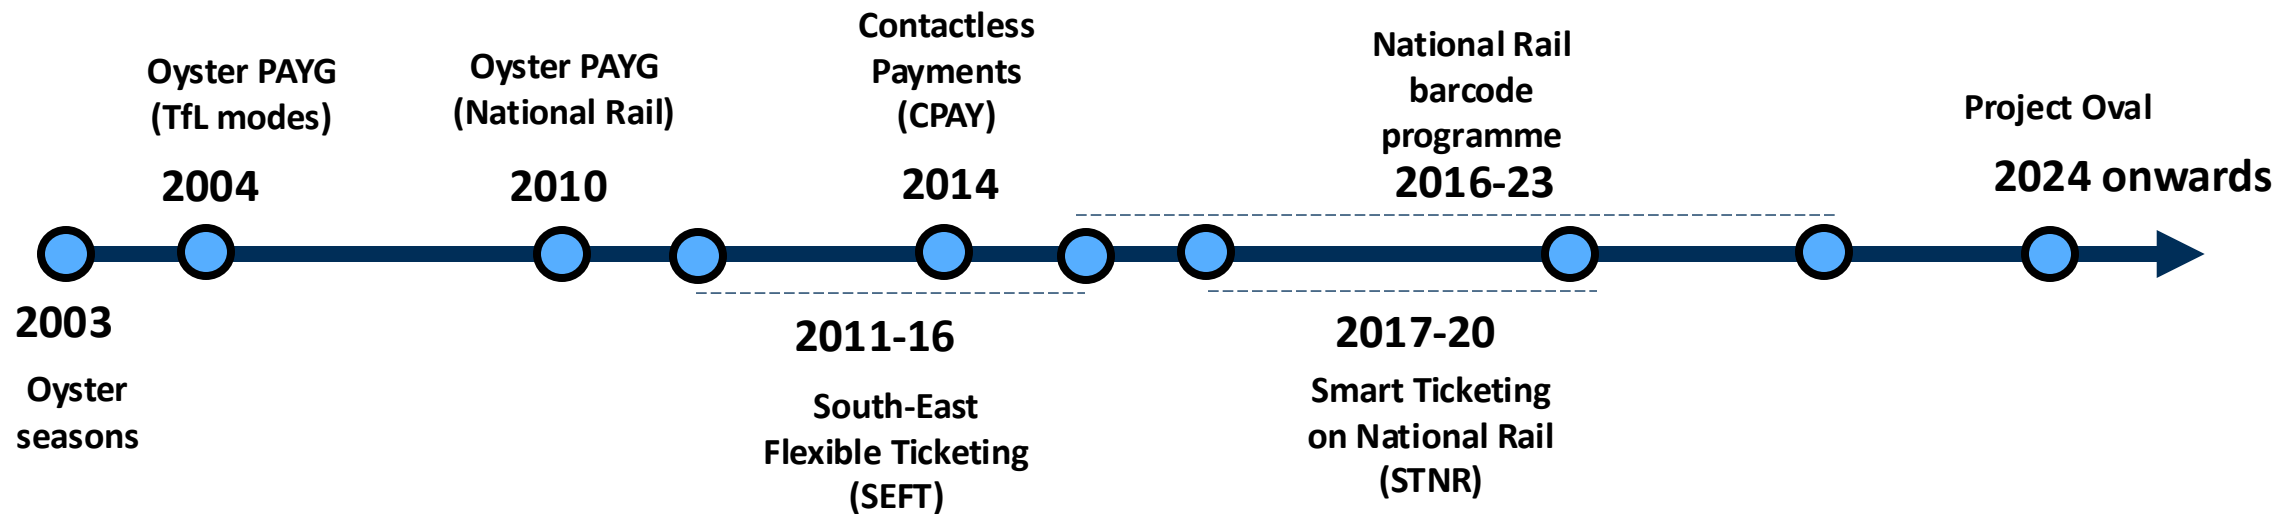 Oyster PAYG
(TfL modes)
2004
Oyster PAYG
(National Rail)
2010
Contactless
Payments
(CPAY)
2014
National Rail
barcode
programme
2016-23
Project Oval
2024 onwards
2003
Oyster
seasons
2011-16
South-East
Flexible Ticketing
(SEFT)
2017-20
Smart Ticketing
on National Rail
(STNR)